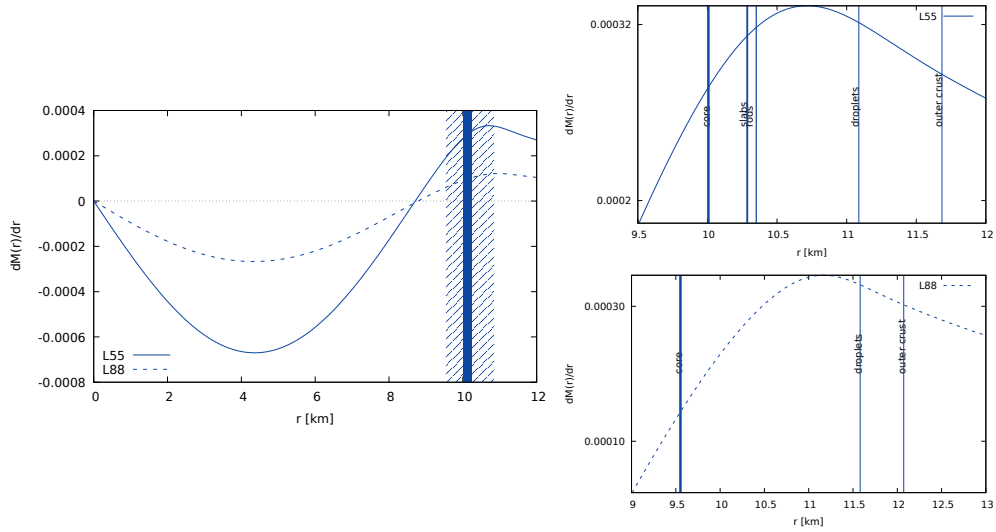 0.0004
0.0002
0
-0.0002
-0.0004
-0.0006
-0.0008
dM(r)/dr
L55
L88
0 2 4 6 8 10 12
r [km]
0.00032
0.0002
dM(r)/dr
L55
core
slabs
rods
droplets
outer crust
9.5 10 10.5 11 11.5 12
r [km]
0.00030
0.00010
dM(r)/dr
L88
core
droplets
outer crust
9 9.5 10 10.5 11 11.5 12 12.5 13
r [km]